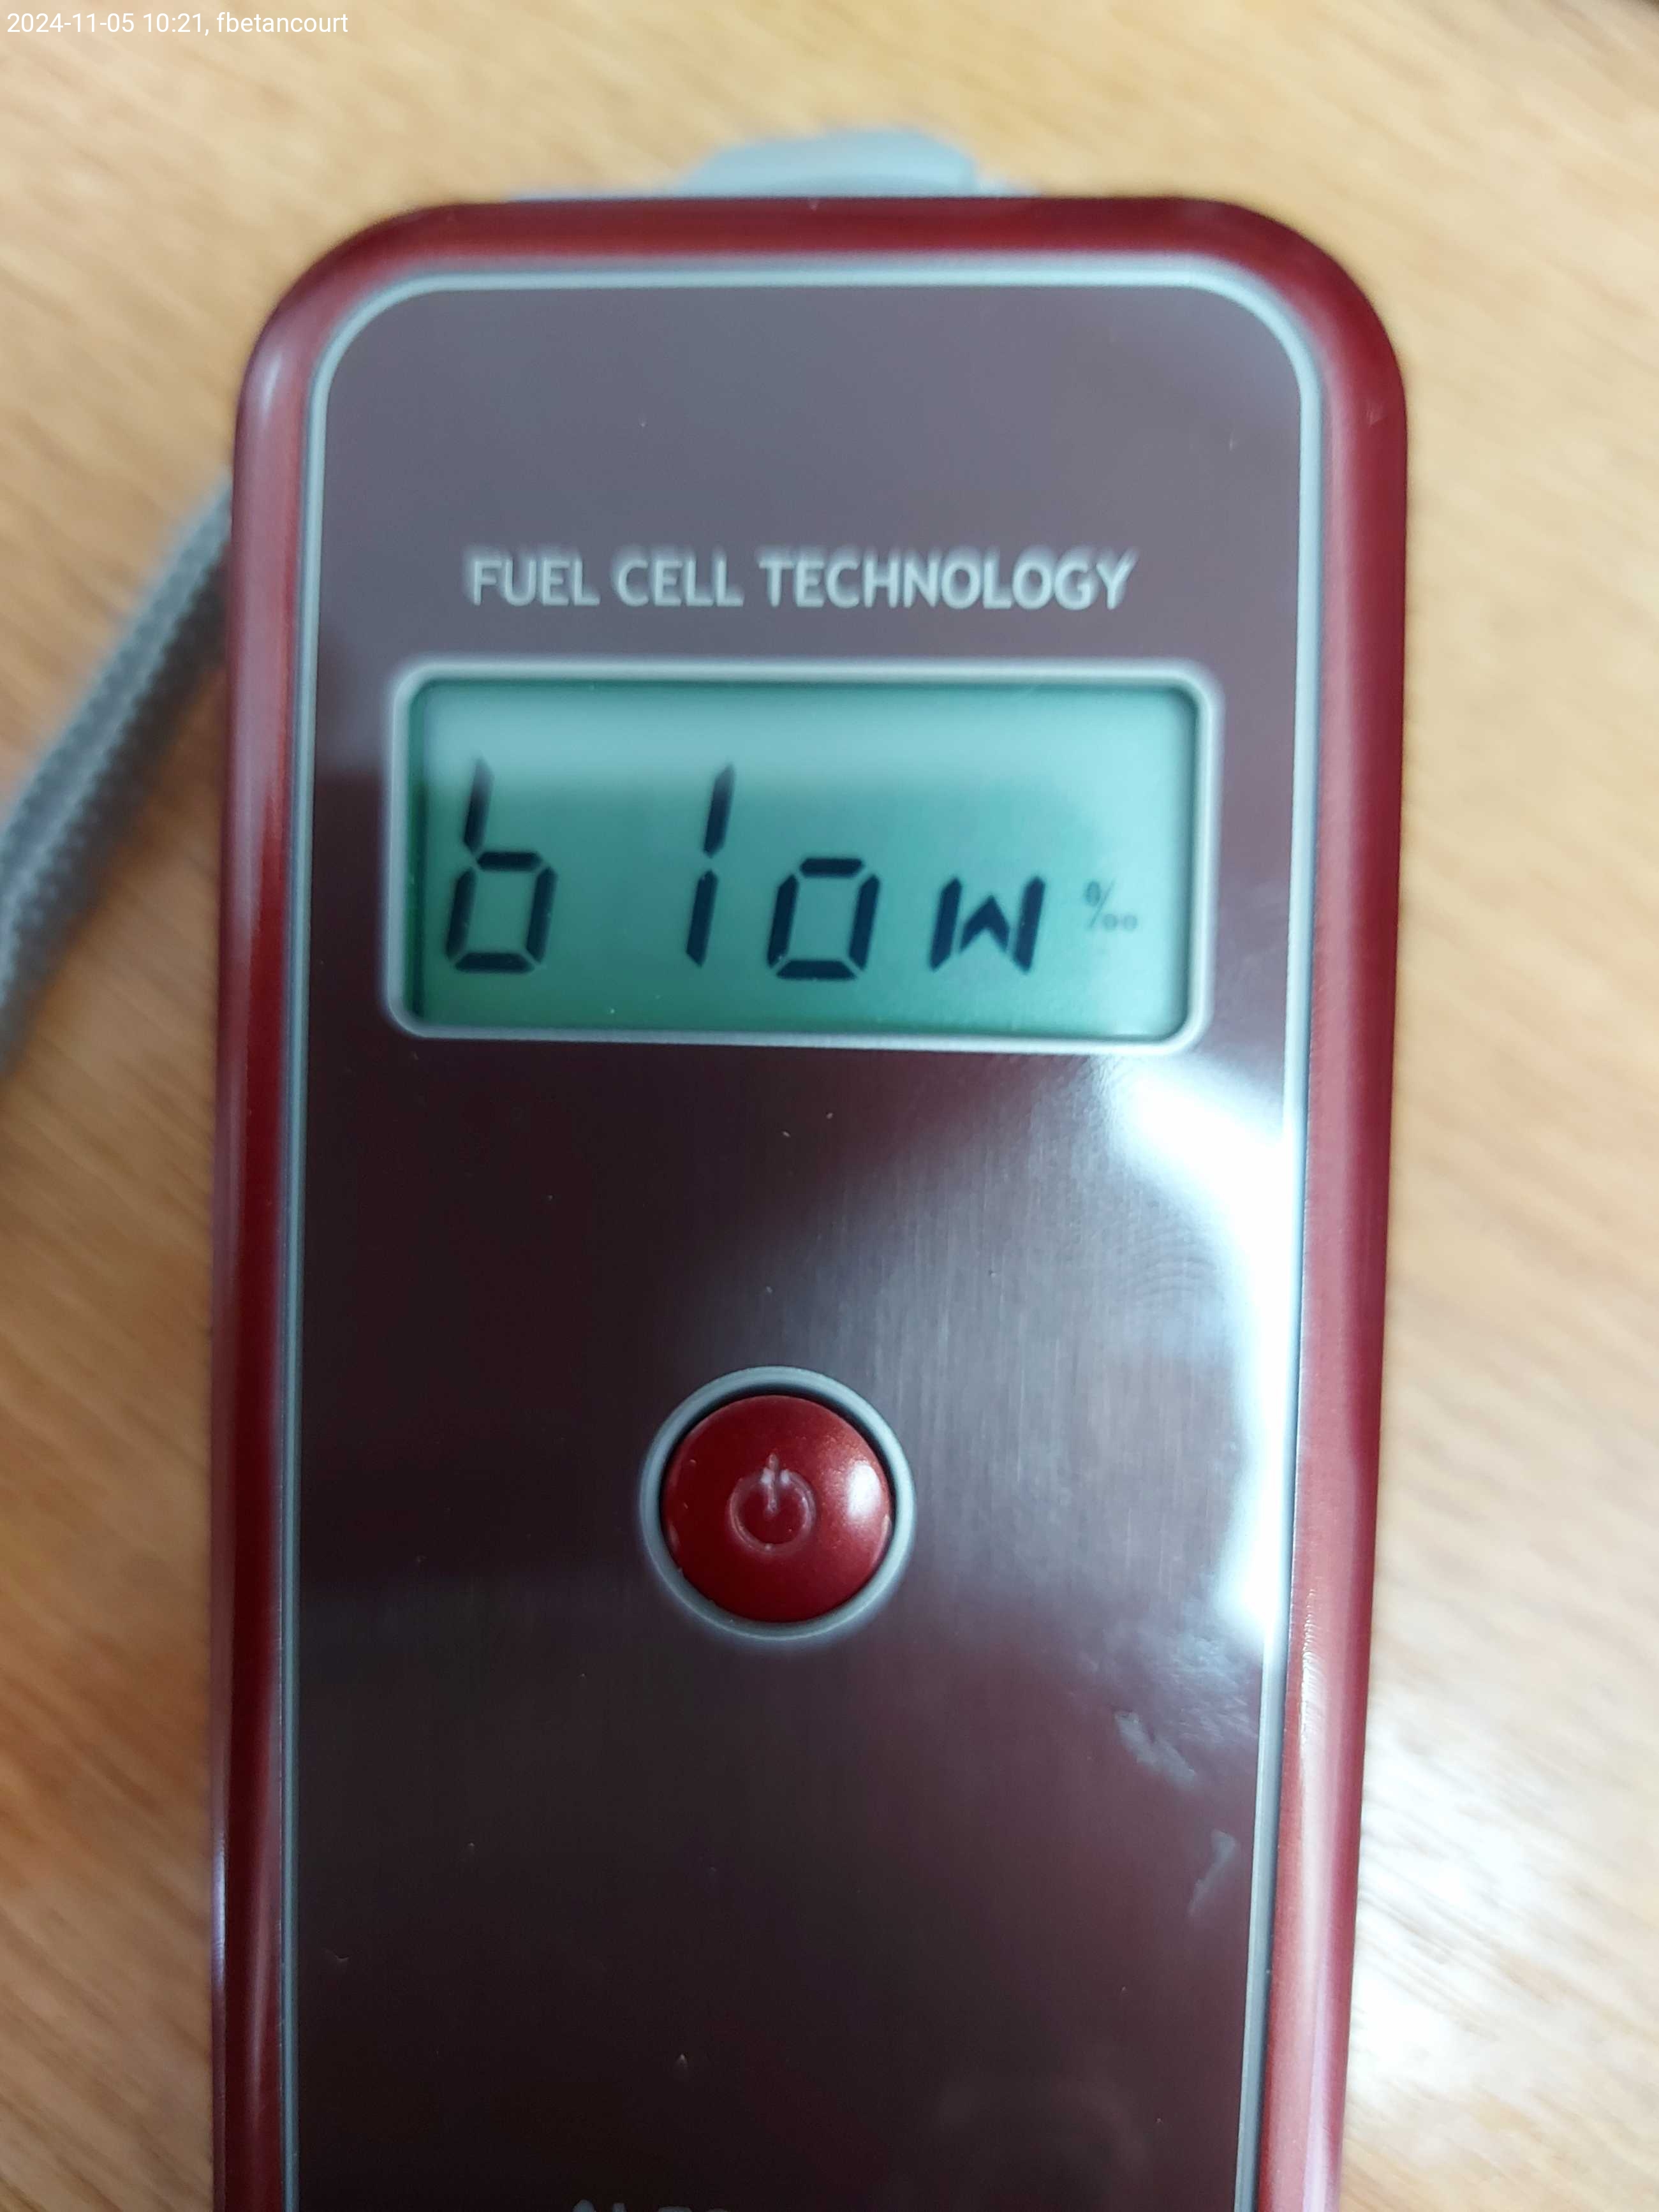 2024-11-05 10:21, fbetancourt
FUEL CELL TECHNOLOGY
blow ‰